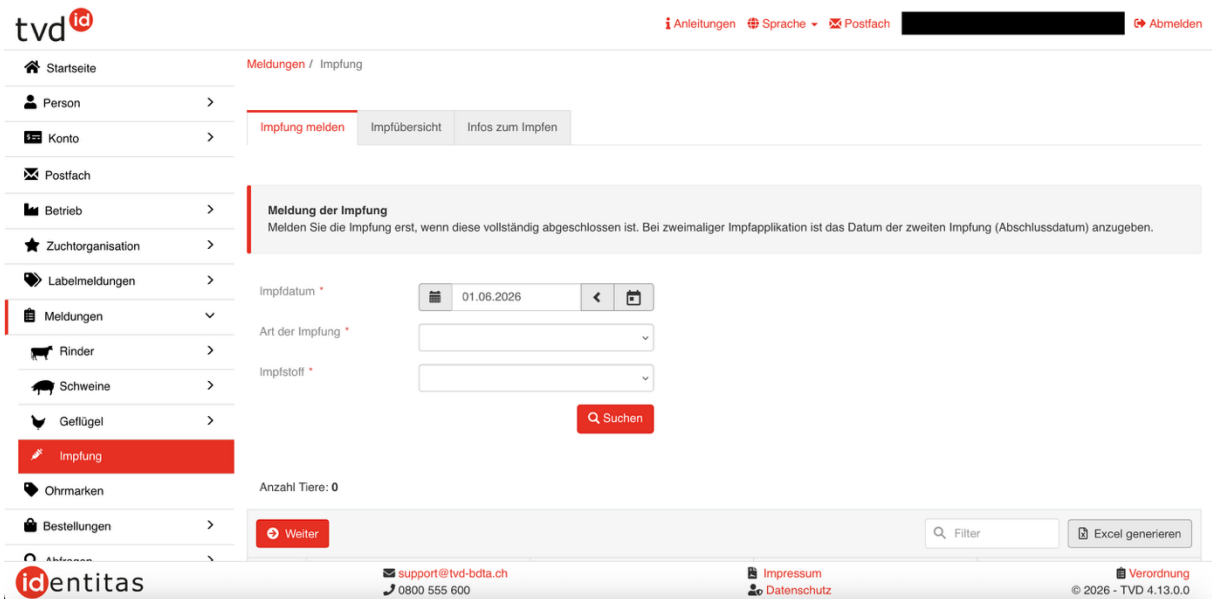 tvd id
Anleitungen Sprache Postfach Abmelden
Startseite
Person
Konto
Postfach
Betrieb
Zuchtorganisation
Labelmeldungen
Meldungen
Rinder
Schweine
Geflügel
Impfung
Ohrmarken
Bestellungen
Abfragen
Meldungen / Impfung
Impfung melden Impfübersicht Infos zum Impfen
Meldung der Impfung
Melden Sie die Impfung erst, wenn diese vollständig abgeschlossen ist. Bei zweimaliger Impfapplikation ist das Datum der zweiten Impfung (Abschlussdatum) anzugeben.
Impfdatum * 01.06.2026
Art der Impfung *
Impfstoff *
Suchen
Anzahl Tiere: 0
Weiter Filter Excel generieren
identitas
support@tvd-bdta.ch
0800 555 600
Impressum
Datenschutz
Verordnung
© 2026 - TVD 4.13.0.0